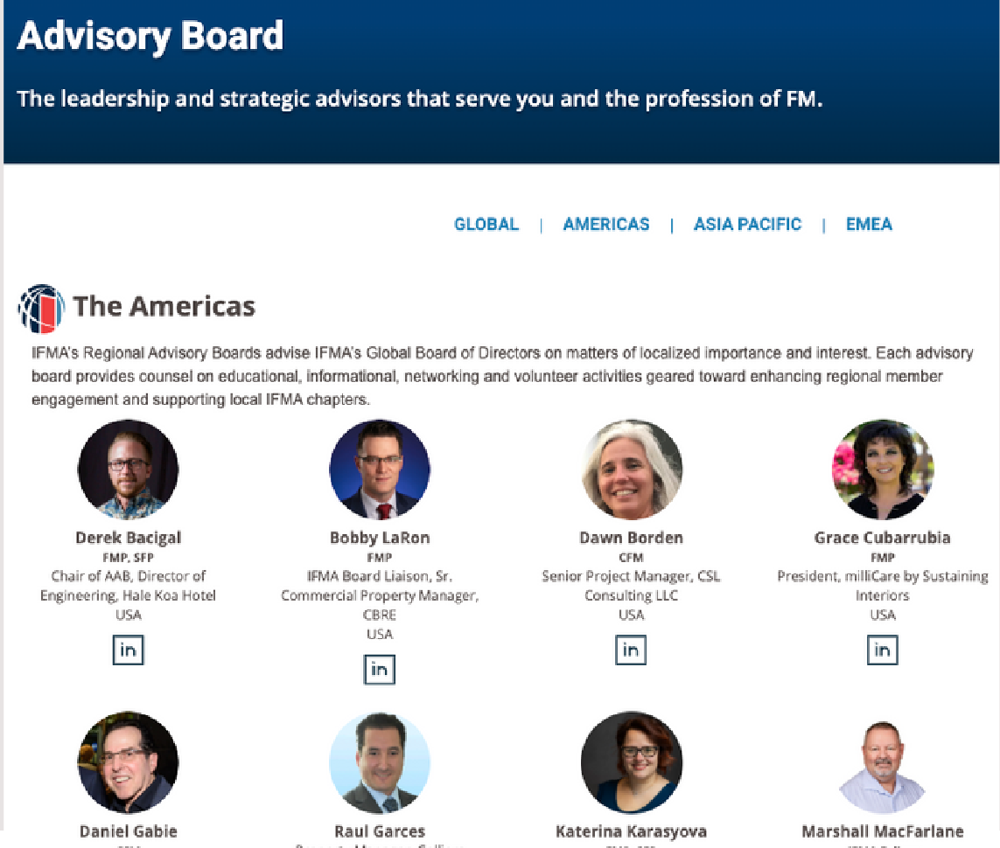 Advisory Board
The leadership and strategic advisors that serve you and the profession of FM.
GLOBAL | AMERICAS | ASIA PACIFIC | EMEA
The Americas
IFMA's Regional Advisory Boards advise IFMA's Global Board of Directors on matters of localized importance and interest. Each advisory
board provides counsel on educational, informational, networking and volunteer activities geared toward enhancing regional member
engagement and supporting local IFMA chapters.
Derek Bacigal
FMP, SFP
Chair of AAB, Director of
Engineering, Hale Koa Hotel
USA
in
Bobby LaRon
FMP
IFMA Board Liaison, Sr.
Commercial Property Manager,
CBRE
USA
in
Dawn Borden
CFM
Senior Project Manager, CSL
Consulting LLC
USA
in
Grace Cubarrubia
FMP
President, milliCare by Sustaining
Interiors
USA
in
Daniel Gabie
Raul Garces
Katerina Karasyova
Marshall MacFarlane